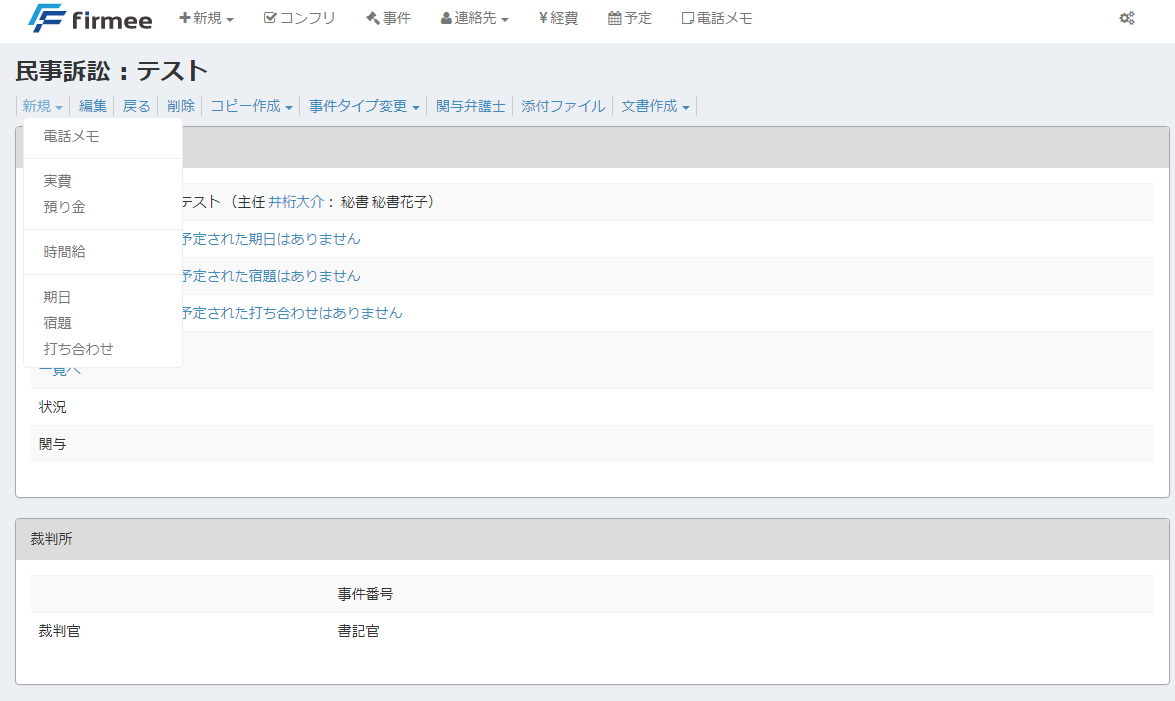 firmee 新規 コンフリ 事件 連絡先 ¥経費 予定 電話メモ
民事訴訟：テスト
新規 編集 戻る 削除 コピー作成 事件タイプ変更 関与弁護士 添付ファイル 文書作成
電話メモ
実費
預り金
時間給
期日
宿題
打ち合わせ
テスト （主任 井桁大介： 秘書 秘書花子）
予定された期日はありません
予定された宿題はありません
予定された打ち合わせはありません
一覧へ
状況
関与
裁判所
事件番号
裁判官 書記官